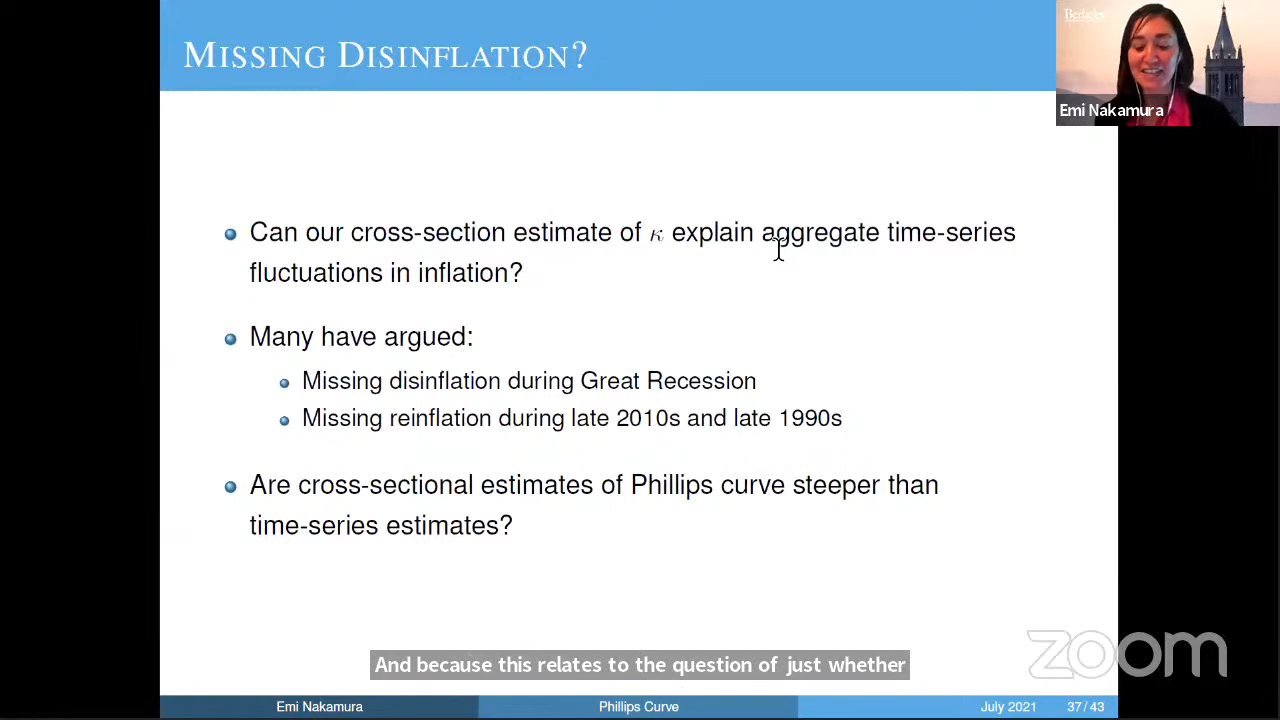 MISSING DISINFLATION?
Berkeley
Emi Nakamura
Can our cross-section estimate of κ explain aggregate time-series
fluctuations in inflation?
Many have argued:
Missing disinflation during Great Recession
Missing reinflation during late 2010s and late 1990s
Are cross-sectional estimates of Phillips curve steeper than
time-series estimates?
And because this relates to the question of just whether
zoom
Emi Nakamura Phillips Curve July 2021 37/43